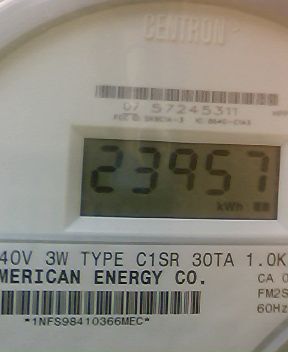 CENTRON
07 57245311
23957
kWh
40V 3W TYPE C1SR 30TA 1.0K
MERICAN ENERGY CO.
CA 0
FM2S
60Hz
*1NFS98410366MEC*